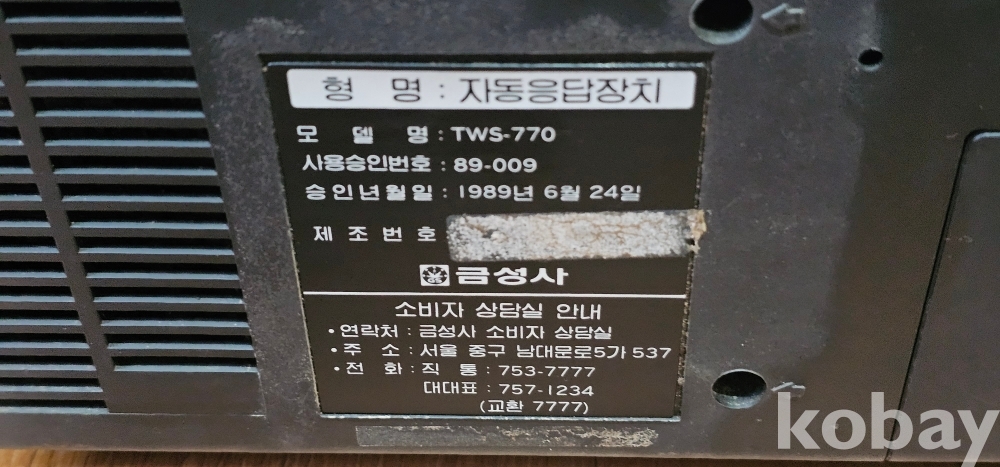 형 명 : 자동응답장치
모 델 명 : TWS-770
사용승인번호 : 89-009
승인년월일 : 1989년 6월 24일
제 조 번 호
금성사
소비자 상담실 안내
• 연락처 : 금성사 소비자 상담실
• 주 소 : 서울 중구 남대문로5가 537
• 전 화 : 직 통 : 753-7777
대대표 : 757-1234
(교환 7777)
kobay